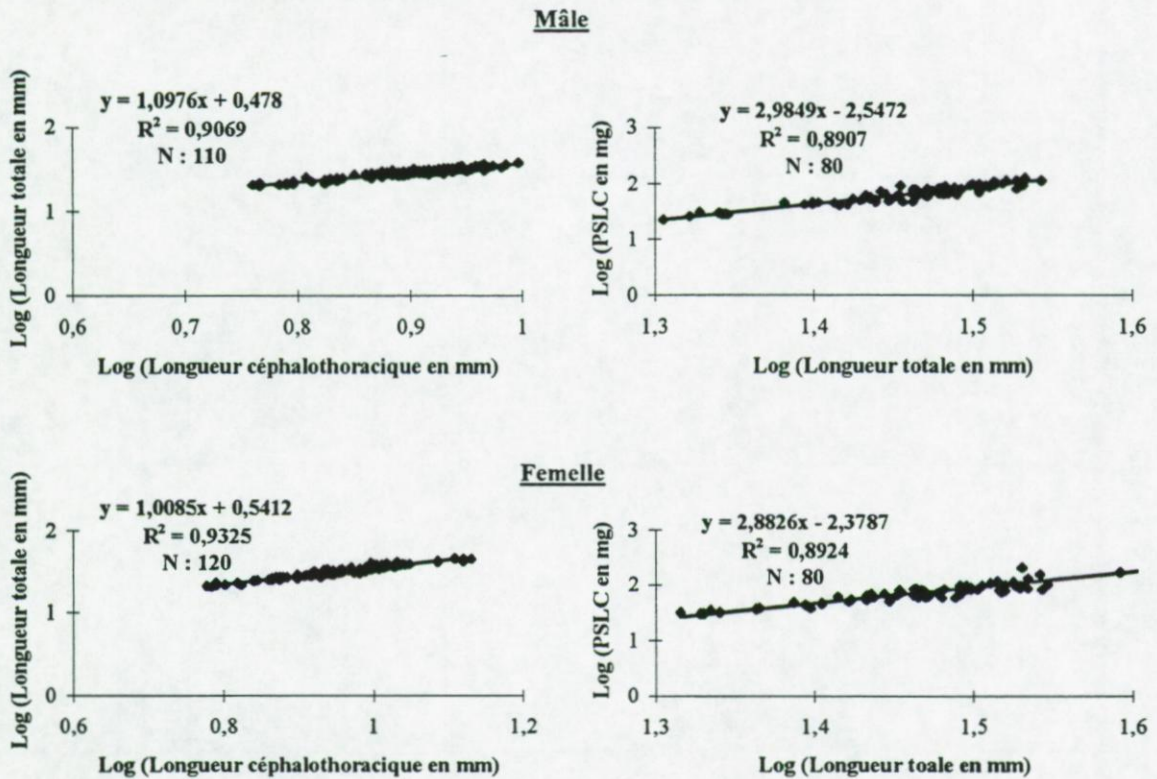 Mâle
y = 1,0976x + 0,478
R² = 0,9069
N : 110
Log (Longueur totale en mm)
2
1
0
0,6 0,7 0,8 0,9 1
Log (Longueur céphalothoracique en mm)
y = 2,9849x - 2,5472
R² = 0,8907
N : 80
Log (PSLC en mg)
3
2
1
0
1,3 1,4 1,5 1,6
Log (Longueur totale en mm)
Femelle
y = 1,0085x + 0,5412
R² = 0,9325
N : 120
Log (Longueur totale en mm)
2
1
0
0,6 0,8 1 1,2
Log (Longueur céphalothoracique en mm)
y = 2,8826x - 2,3787
R² = 0,8924
N : 80
Log (PSLC en mg)
3
2
1
0
1,3 1,4 1,5 1,6
Log (Longueur toale en mm)